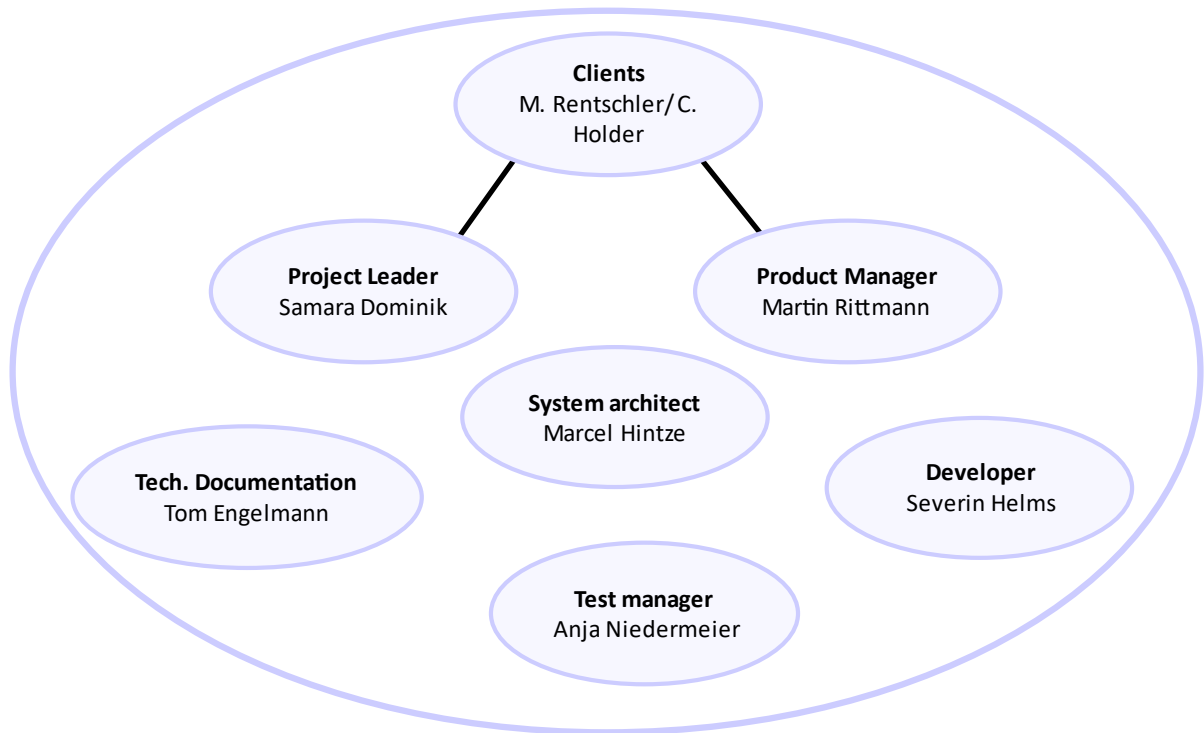 Clients
M. Rentschler/C.
Holder
Project Leader
Samara Dominik
Product Manager
Martin Rittmann
System architect
Marcel Hintze
Tech. Documentation
Tom Engelmann
Developer
Severin Helms
Test manager
Anja Niedermeier